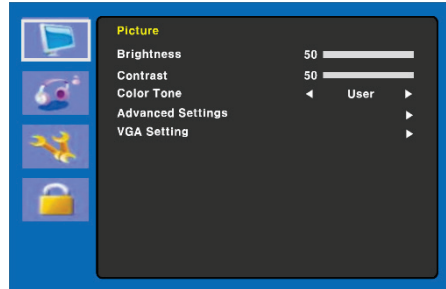 Picture
Brightness 50
Contrast 50
Color Tone User
Advanced Settings
VGA Setting